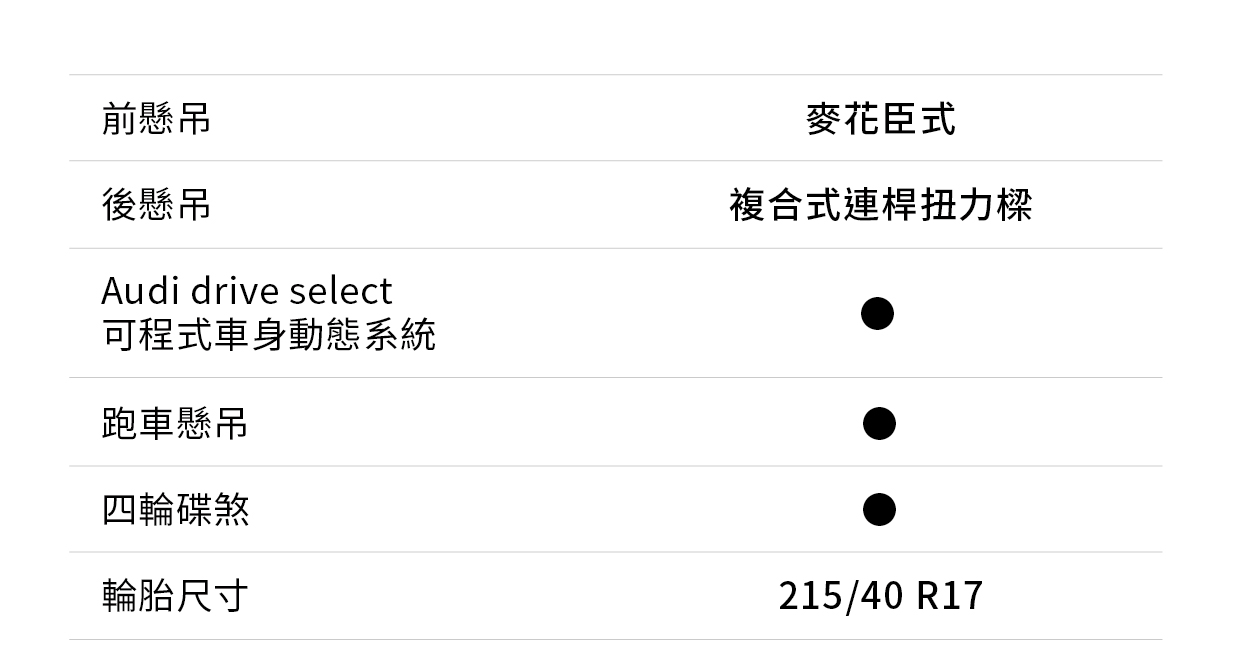 前懸吊 麥花臣式
後懸吊 複合式連桿扭力樑
Audi drive select
可程式車身動態系統 ●
跑車懸吊 ●
四輪碟煞 ●
輪胎尺寸 215/40 R17